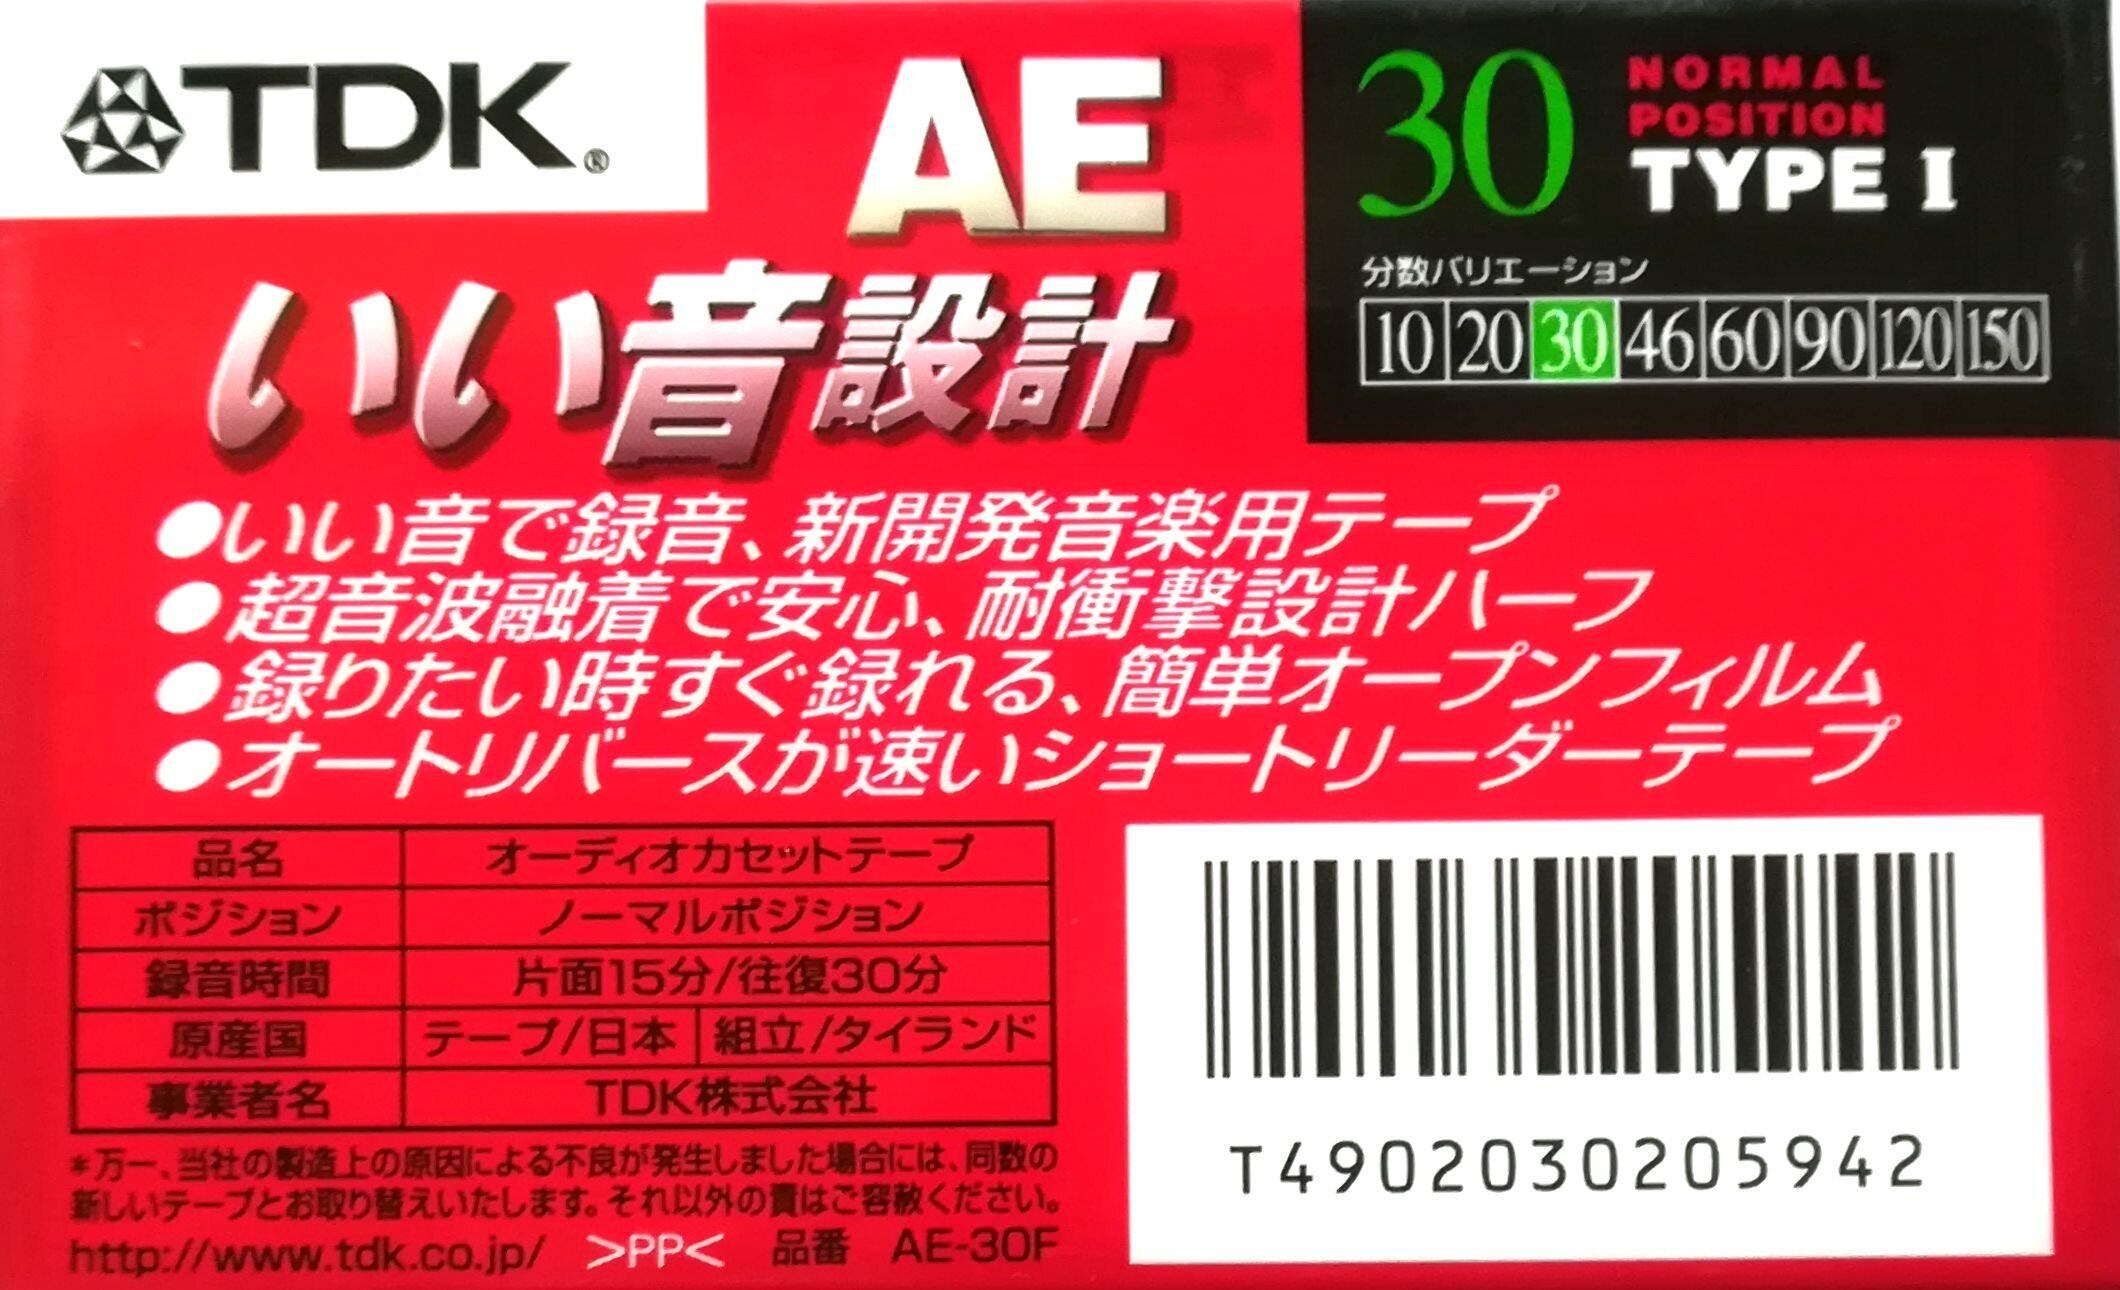 TDK®
AE
いい音設計
30
NORMAL
POSITION
TYPE I
分数バリエーション
10 20 30 46 60 90 120 150
●いい音で録音、新開発音楽用テープ
●超音波融着で安心、耐衝撃設計ハーフ
●録りたい時すぐ録れる、簡単オープンフィルム
●オートリバースが速いショートリーダーテープ
品名 オーディオカセットテープ
ポジション ノーマルポジション
録音時間 片面15分/往復30分
原産国 テープ/日本 組立/タイランド
事業者名 TDK株式会社
*万一、当社の製造上の原因による不良が発生しました場合には、同数の
新しいテープとお取り替えいたします。それ以外の責はご容赦ください。
http://www.tdk.co.jp/ >PP< 品番 AE-30F
T4902030205942